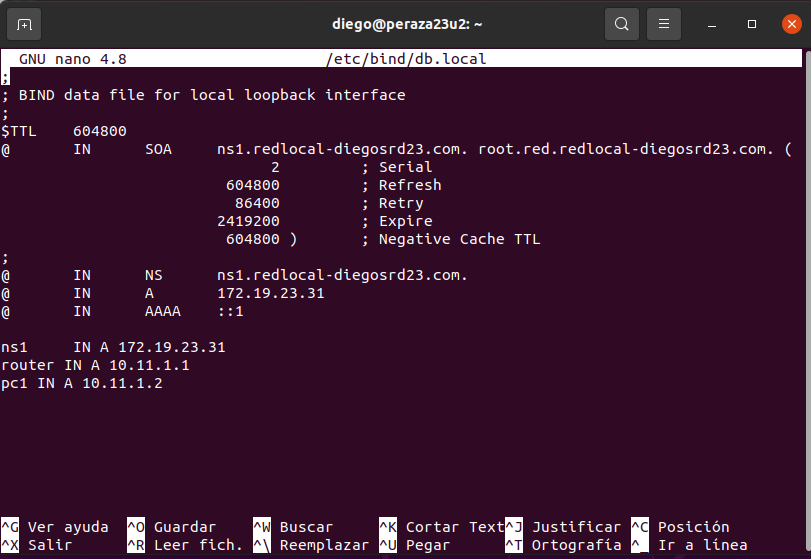 diego@peraza23u2: ~
GNU nano 4.8 /etc/bind/db.local
;
; BIND data file for local loopback interface
;
$TTL 604800
@ IN SOA ns1.redlocal-diegosrd23.com. root.red.redlocal-diegosrd23.com. (
2 ; Serial
604800 ; Refresh
86400 ; Retry
2419200 ; Expire
604800 ) ; Negative Cache TTL
;
@ IN NS ns1.redlocal-diegosrd23.com.
@ IN A 172.19.23.31
@ IN AAAA ::1
ns1 IN A 172.19.23.31
router IN A 10.11.1.1
pc1 IN A 10.11.1.2
^G Ver ayuda ^O Guardar ^W Buscar ^K Cortar Text ^J Justificar ^C Posición
^X Salir ^R Leer fich. ^\ Reemplazar ^U Pegar ^T Ortografía ^_ Ir a línea